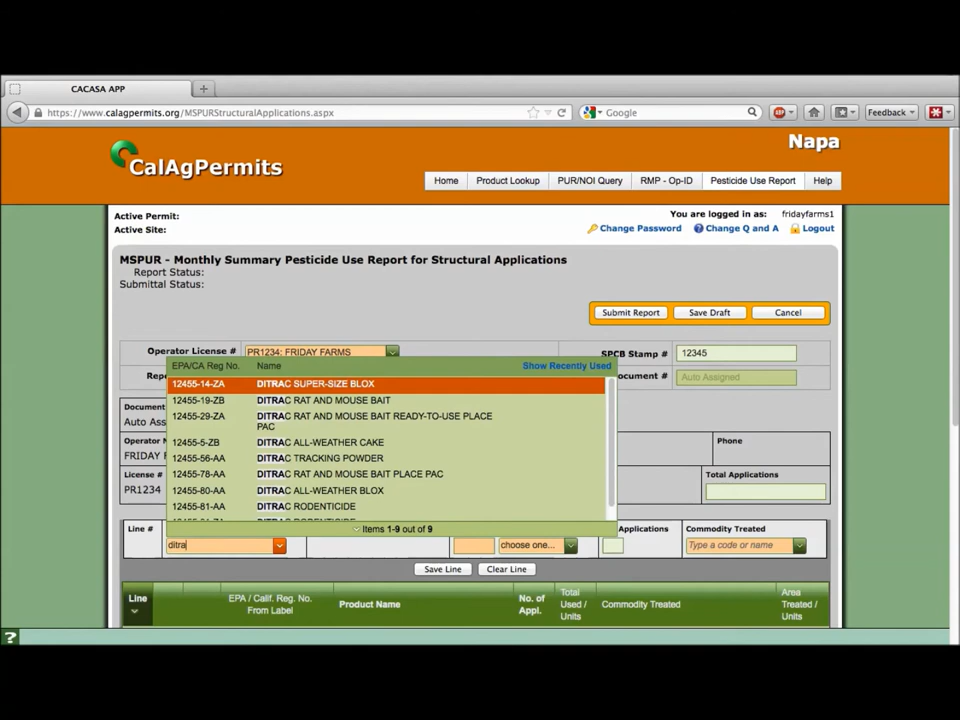 CACASA APP
https://www.calagpermits.org/MSPURStructuralApplications.aspx
Google
Feedback
Napa
CalAgPermits
Home
Product Lookup
PUR/NOI Query
RMP - Op-ID
Pesticide Use Report
Help
Active Permit:
Active Site:
You are logged in as: fridayfarms1
Change Password
Change Q and A
Logout
MSPUR - Monthly Summary Pesticide Use Report for Structural Applications
Report Status:
Submittal Status:
Submit Report
Save Draft
Cancel
Operator License # PR1234: FRIDAY FARMS
SPCB Stamp # 12345
Repo
ocument # Auto Assigned
EPA/CA Reg No. Name Show Recently Used
12455-14-ZA DITRAC SUPER-SIZE BLOX
12455-19-ZB DITRAC RAT AND MOUSE BAIT
12455-29-ZA DITRAC RAT AND MOUSE BAIT READY-TO-USE PLACE
PAC
12455-5-ZB DITRAC ALL-WEATHER CAKE
12455-56-AA DITRAC TRACKING POWDER
12455-78-AA DITRAC RAT AND MOUSE BAIT PLACE PAC
12455-80-AA DITRAC ALL-WEATHER BLOX
12455-81-AA DITRAC RODENTICIDE
Items 1-9 out of 9
Document
Auto Ass
Operator N
FRIDAY F
License #
PR1234
Phone
Total Applications
Line #
Applications
Commodity Treated
ditra
choose one...
Type a code or name
Save Line
Clear Line
Line
EPA / Calif. Reg. No.
From Label
Product Name
No. of
Appl.
Total
Used /
Units
Commodity Treated
Area
Treated /
Units
?